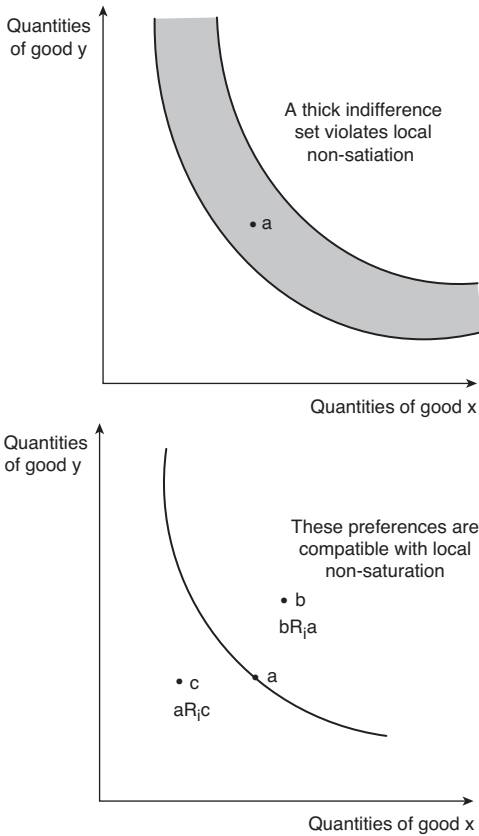 Quantities
of good y
A thick indifference
set violates local
non-satiation
a
Quantities of good x
Quantities
of good y
These preferences are
compatible with local
non-saturation
b
bRᵢa
a
c
aRᵢc
Quantities of good x